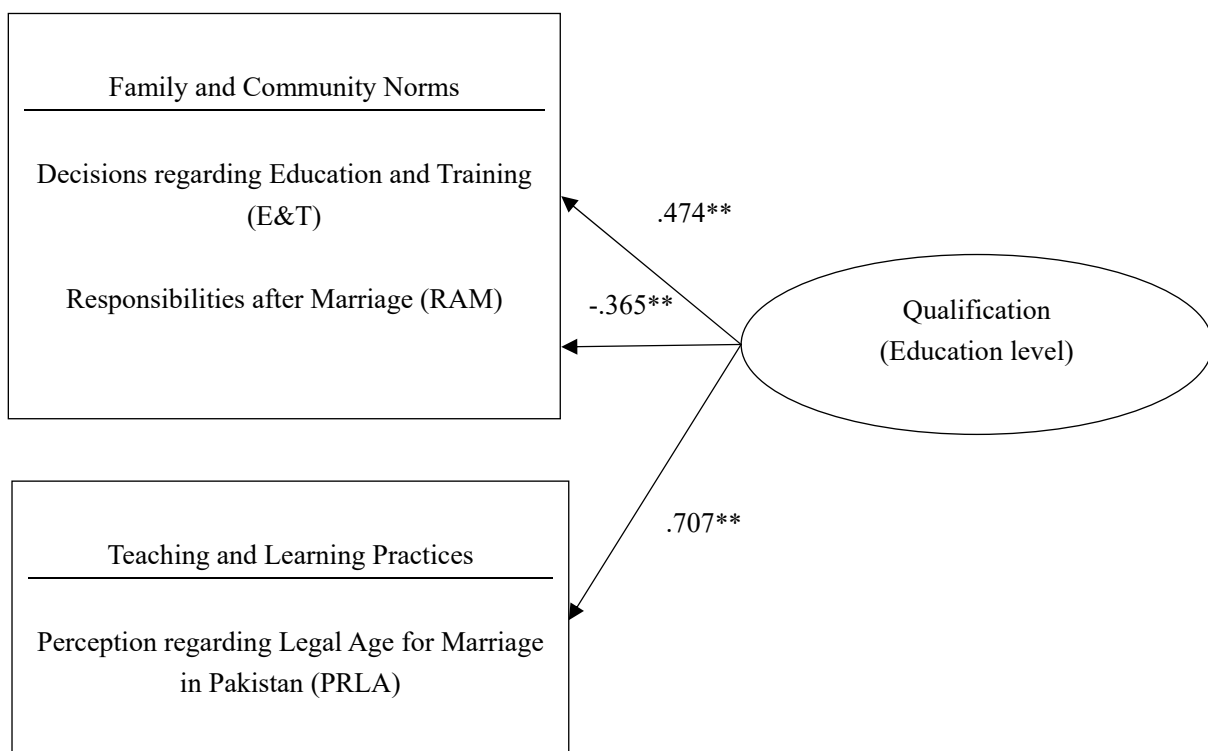 Family and Community Norms
Decisions regarding Education and Training
(E&T)
Responsibilities after Marriage (RAM)
.474**
-.365**
Qualification
(Education level)
.707**
Teaching and Learning Practices
Perception regarding Legal Age for Marriage
in Pakistan (PRLA)